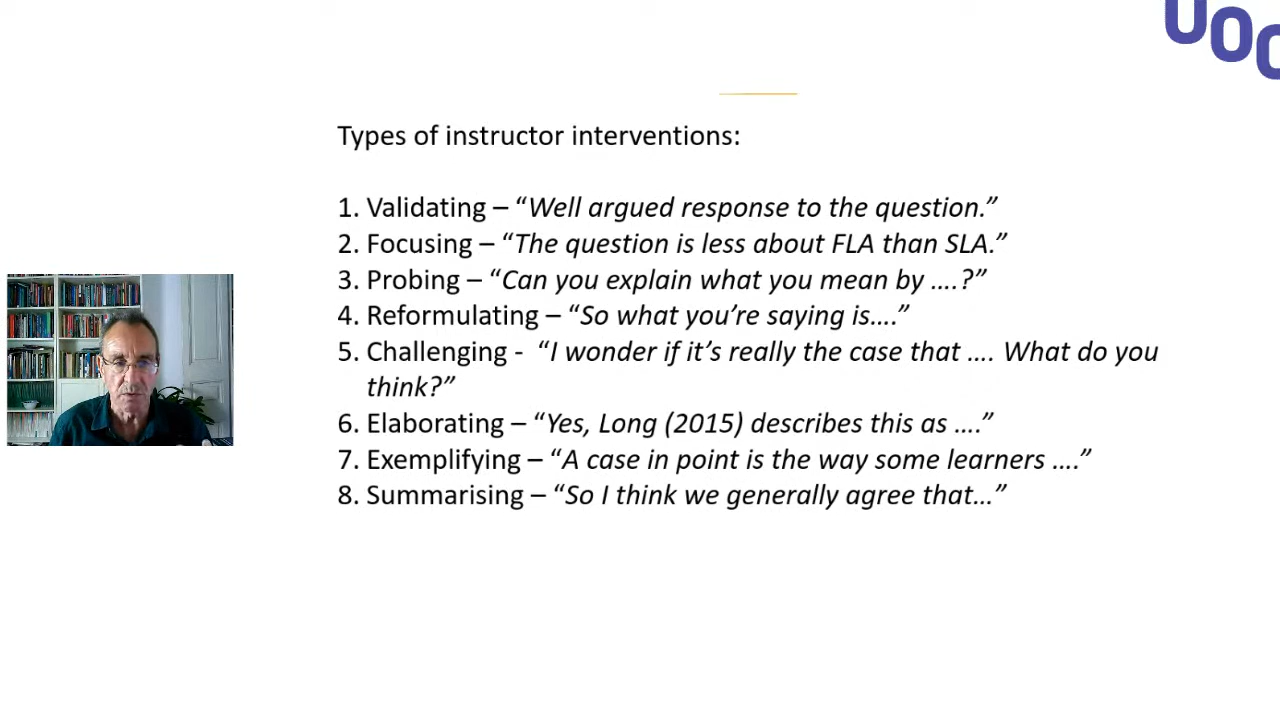 UOC
Types of instructor interventions:
1. Validating – “Well argued response to the question.”
2. Focusing – “The question is less about FLA than SLA.”
3. Probing – “Can you explain what you mean by ….?”
4. Reformulating – “So what you’re saying is….”
5. Challenging - “I wonder if it’s really the case that …. What do you
think?”
6. Elaborating – “Yes, Long (2015) describes this as ….”
7. Exemplifying – “A case in point is the way some learners ….”
8. Summarising – “So I think we generally agree that…”